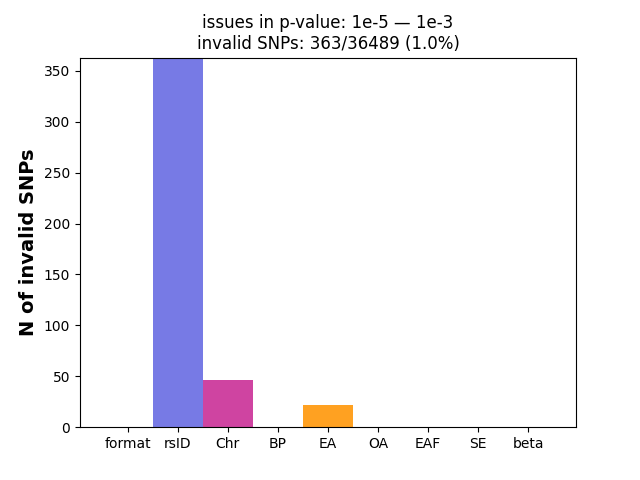 issues in p-value: 1e-5 — 1e-3
invalid SNPs: 363/36489 (1.0%)
N of invalid SNPs
350
300
250
200
150
100
50
0
format rsID Chr BP EA OA EAF SE beta